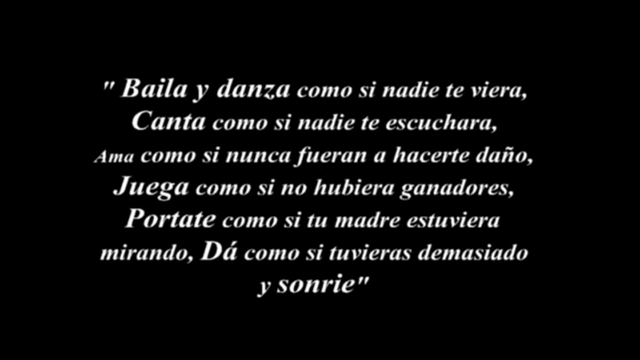 " Baila y danza como si nadie te viera,
Canta como si nadie te escuchara,
Ama como si nunca fueran a hacerte daño,
Juega como si no hubiera ganadores,
Portate como si tu madre estuviera
mirando, Dá como si tuvieras demasiado
y sonrie"